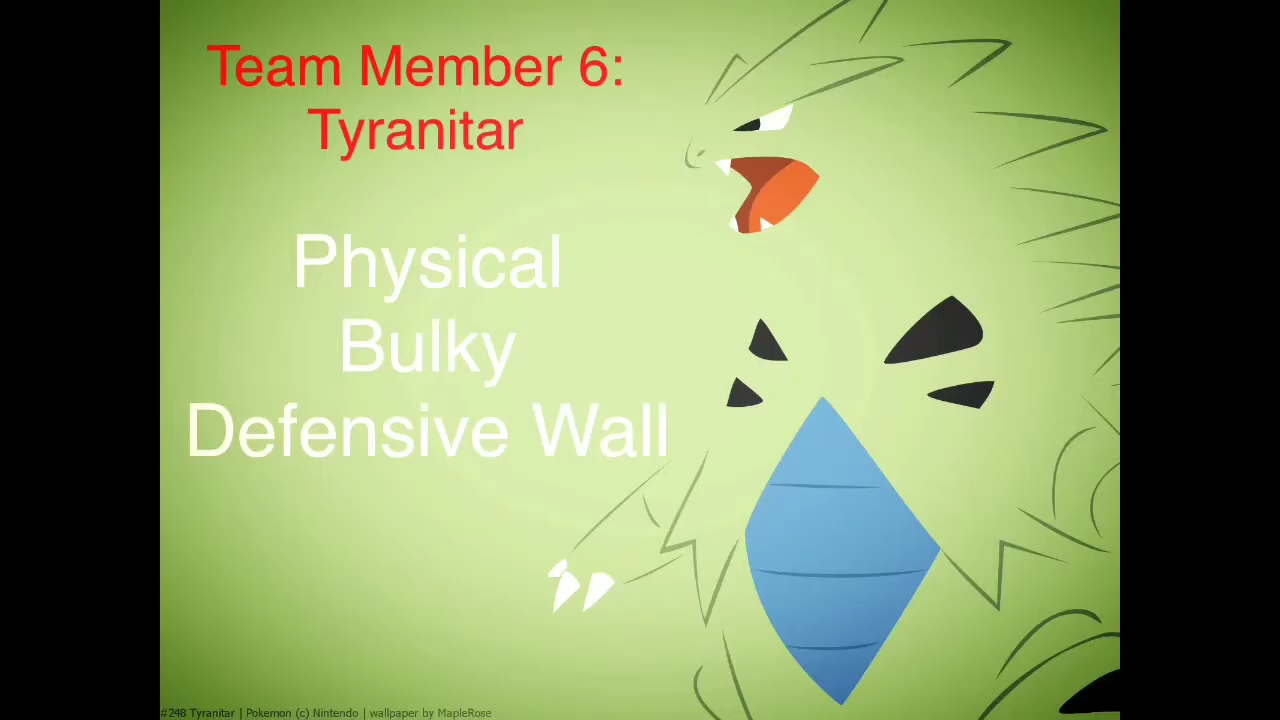 Team Member 6:
Tyranitar
Physical
Bulky
Defensive Wall
#248 Tyranitar | Pokemon (c) Nintendo | wallpaper by MapleRose